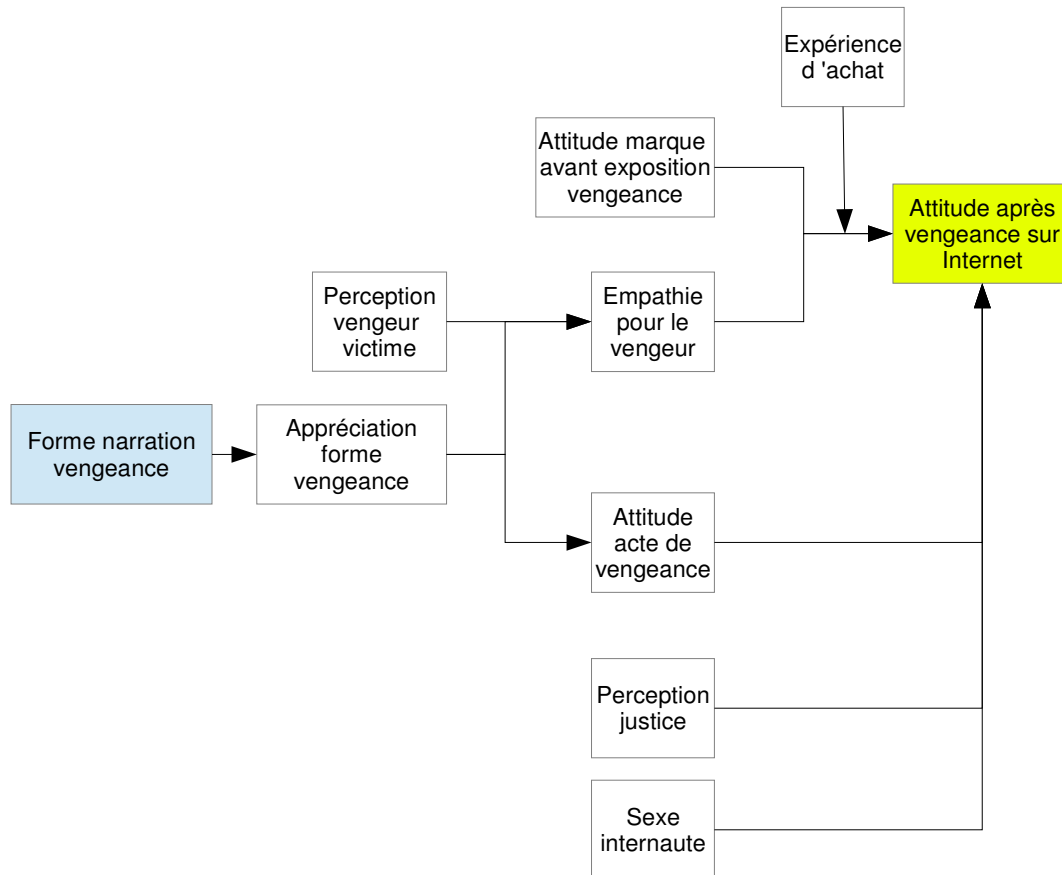 Expérience
d 'achat
Attitude marque
avant exposition
vengeance
Attitude après
vengeance sur
Internet
Perception
vengeur
victime
Empathie
pour le
vengeur
Forme narration
vengeance
Appréciation
forme
vengeance
Attitude
acte de
vengeance
Perception
justice
Sexe
internaute